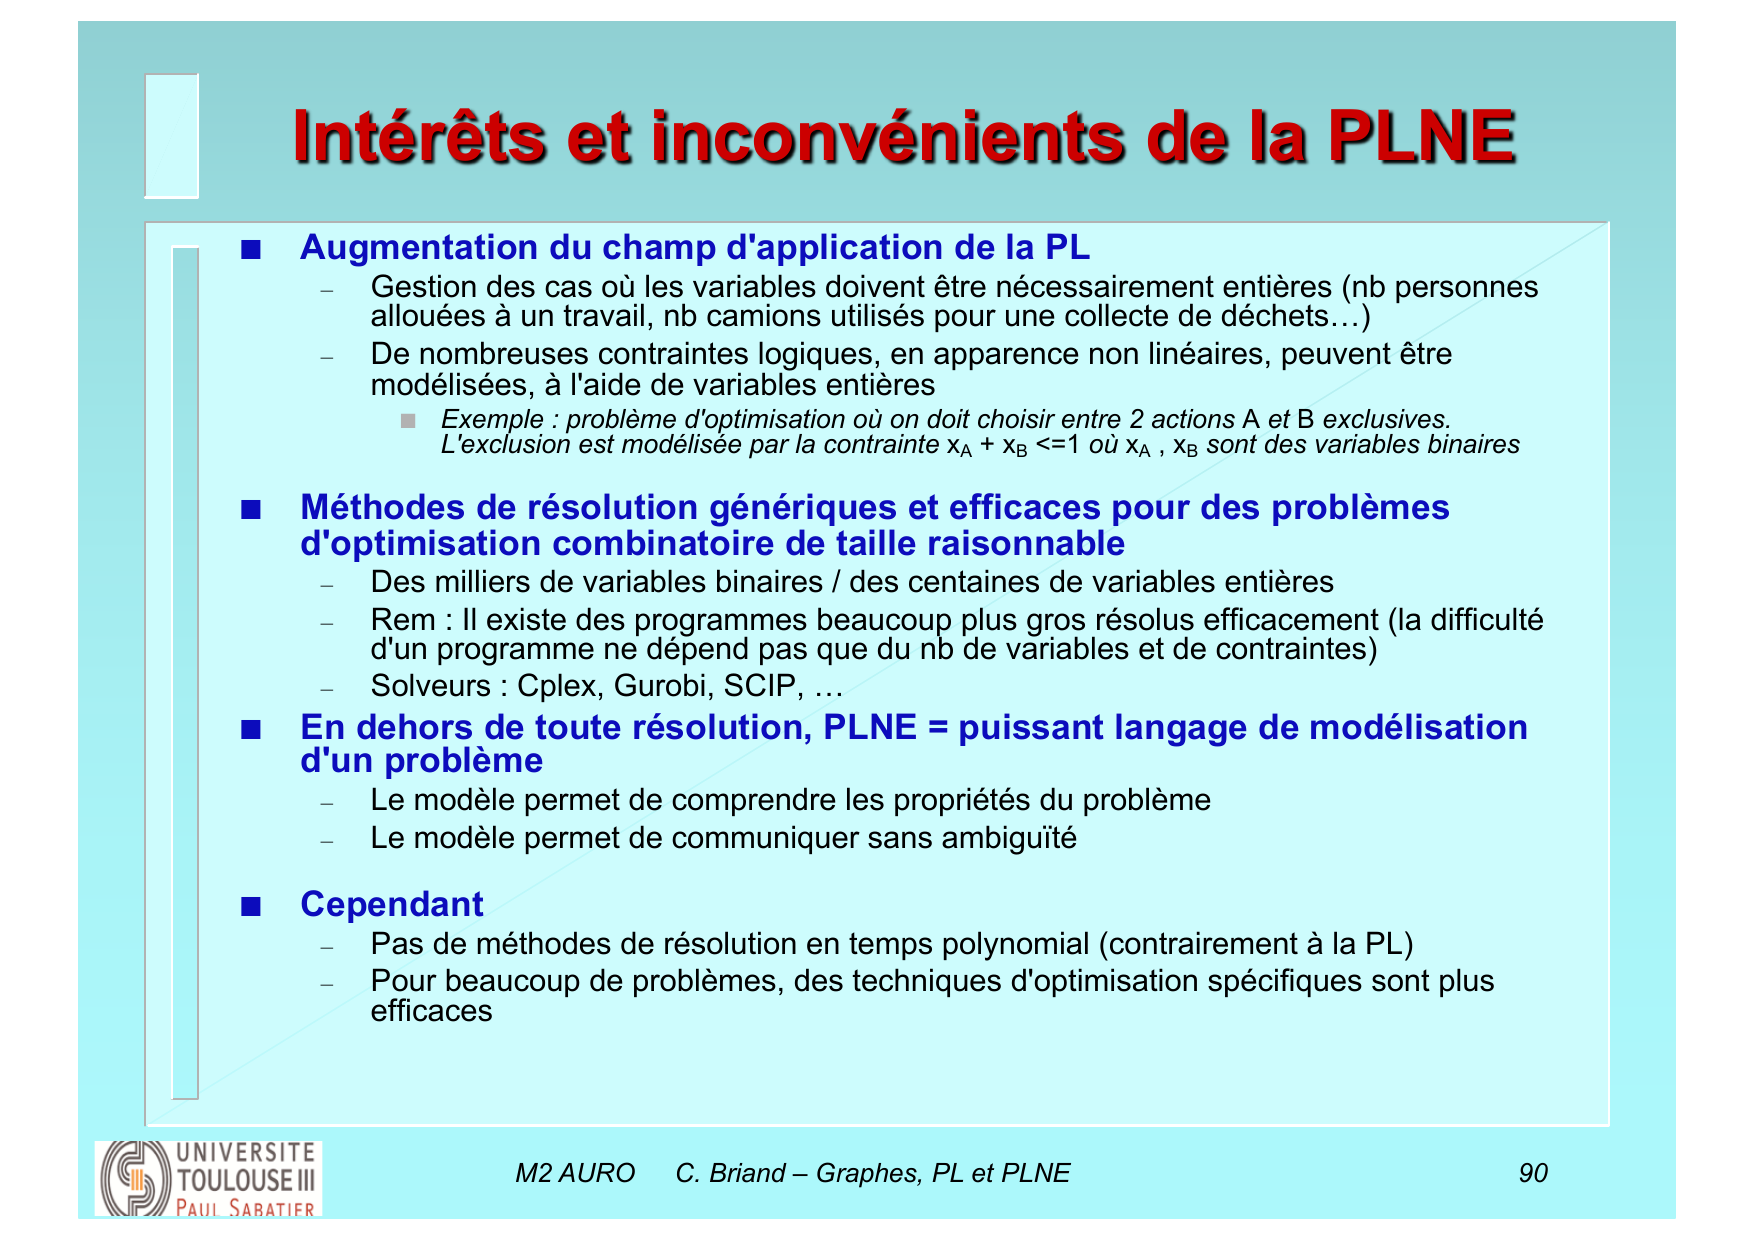 Intérêts et inconvénients de la PLNE
Augmentation du champ d'application de la PL
– Gestion des cas où les variables doivent être nécessairement entières (nb personnes
allouées à un travail, nb camions utilisés pour une collecte de déchets…)
– De nombreuses contraintes logiques, en apparence non linéaires, peuvent être
modélisées, à l'aide de variables entières
Exemple : problème d'optimisation où on doit choisir entre 2 actions A et B exclusives.
L'exclusion est modélisée par la contrainte xA + xB <=1 où xA , xB sont des variables binaires
Méthodes de résolution génériques et efficaces pour des problèmes
d'optimisation combinatoire de taille raisonnable
– Des milliers de variables binaires / des centaines de variables entières
– Rem : Il existe des programmes beaucoup plus gros résolus efficacement (la difficulté
d'un programme ne dépend pas que du nb de variables et de contraintes)
– Solveurs : Cplex, Gurobi, SCIP, …
En dehors de toute résolution, PLNE = puissant langage de modélisation
d'un problème
– Le modèle permet de comprendre les propriétés du problème
– Le modèle permet de communiquer sans ambiguïté
Cependant
– Pas de méthodes de résolution en temps polynomial (contrairement à la PL)
– Pour beaucoup de problèmes, des techniques d'optimisation spécifiques sont plus
efficaces
UNIVERSITE
TOULOUSE III
PAUL SABATIER
M2 AURO C. Briand – Graphes, PL et PLNE
90